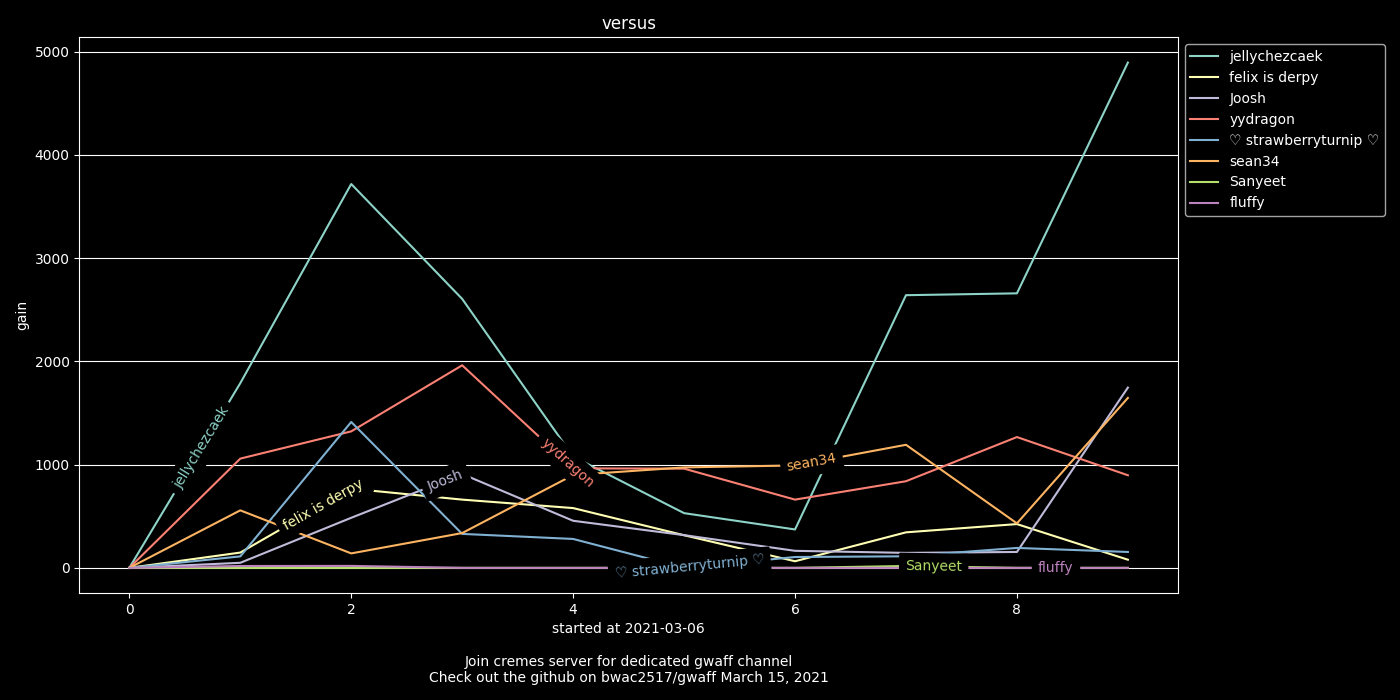 versus
5000
4000
3000
2000
1000
0
gain
0 2 4 6 8
started at 2021-03-06
jellychezcaek
felix is derpy
Joosh
yydragon
♡ strawberryturnip ♡
sean34
Sanyeet
fluffy
jellychezcaek
felix is derpy
Joosh
yydragon
♡ strawberryturnip ♡
sean34
Sanyeet
fluffy
Join cremes server for dedicated gwaff channel
Check out the github on bwac2517/gwaff March 15, 2021